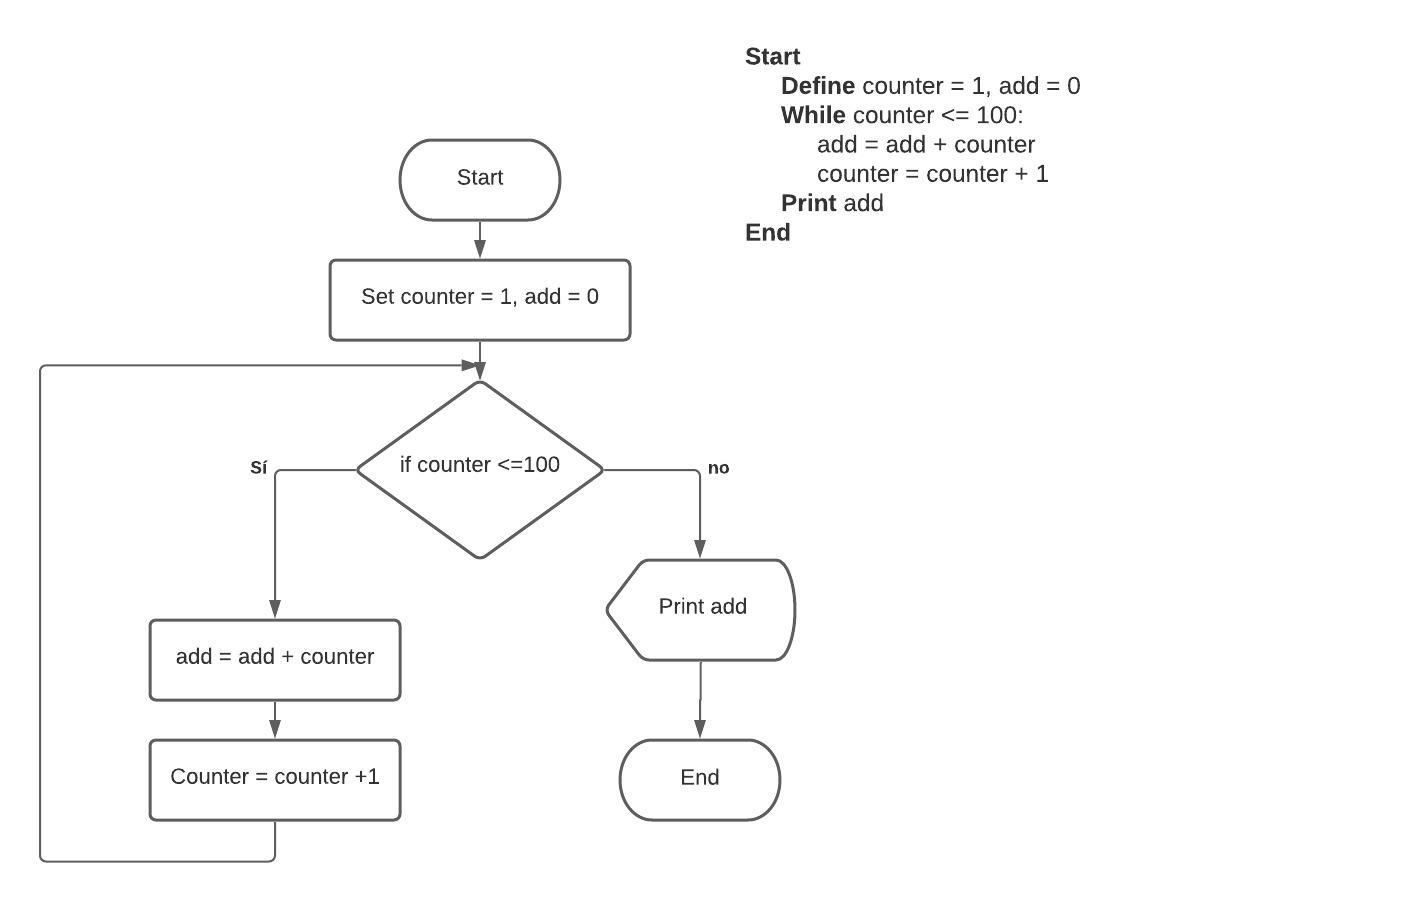 Start
Define counter = 1, add = 0
While counter <= 100:
add = add + counter
counter = counter + 1
Print add
End
Start
Set counter = 1, add = 0
if counter <=100
Sí
no
Print add
add = add + counter
Counter = counter +1
End